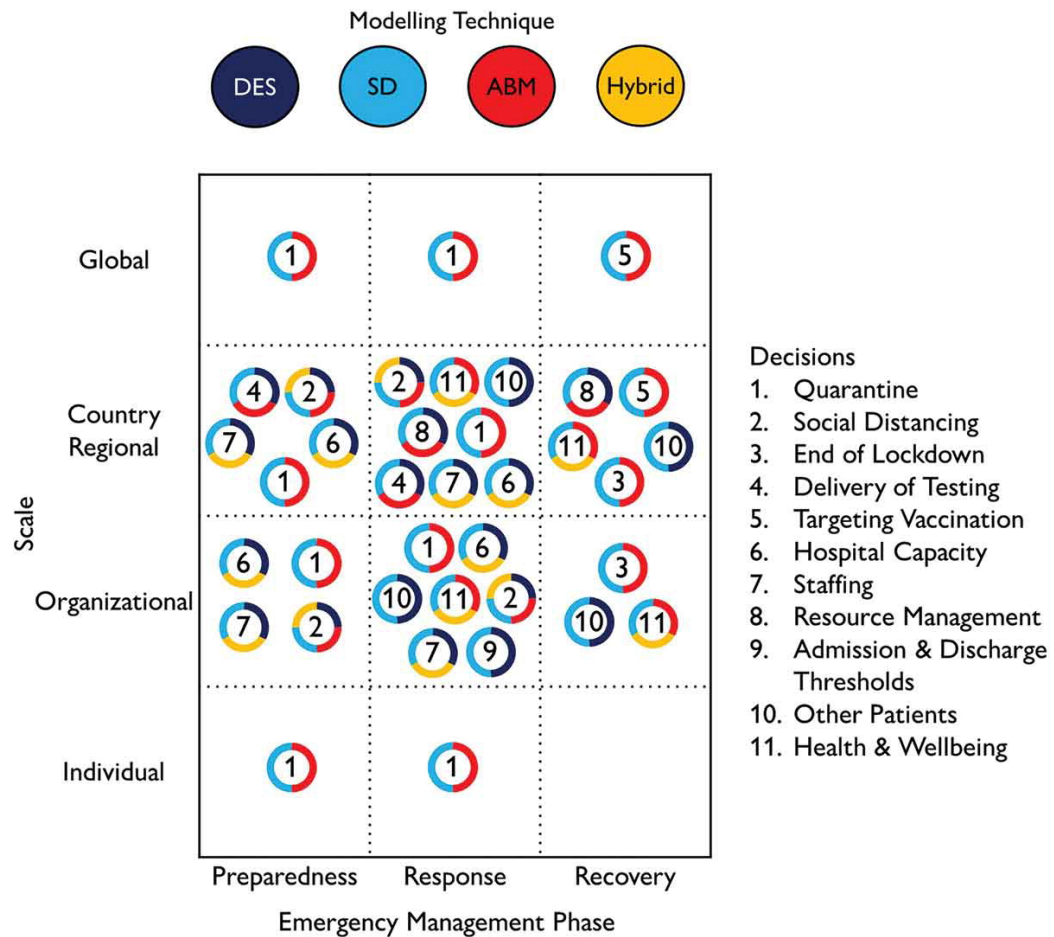 Modelling Technique
DES SD ABM Hybrid
Global
1 1 5
Country
Regional
4 2 7 6 1
2 11 10 8 1 4 7 6
8 5 11 10 3
Scale
Organizational
6 1 7 2
1 6 10 11 2 7 9
3 10 11
Individual
1 1
Preparedness Response Recovery
Emergency Management Phase
Decisions
1. Quarantine
2. Social Distancing
3. End of Lockdown
4. Delivery of Testing
5. Targeting Vaccination
6. Hospital Capacity
7. Staffing
8. Resource Management
9. Admission & Discharge
Thresholds
10. Other Patients
11. Health & Wellbeing